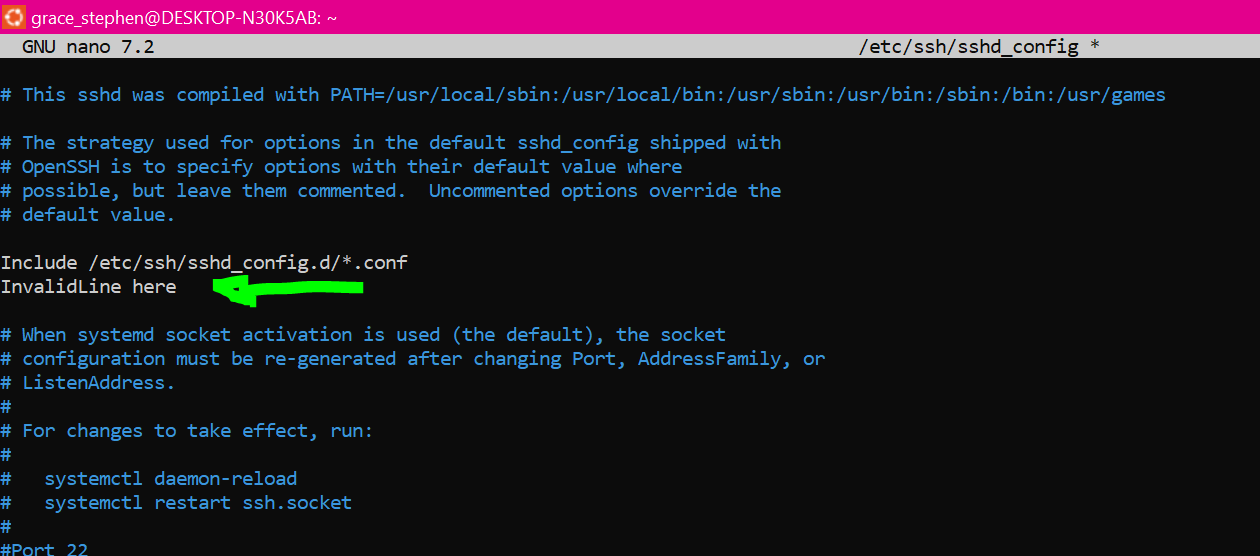 grace_stephen@DESKTOP-N30K5AB: ~
GNU nano 7.2 /etc/ssh/sshd_config *
# This sshd was compiled with PATH=/usr/local/sbin:/usr/local/bin:/usr/sbin:/usr/bin:/sbin:/bin:/usr/games
# The strategy used for options in the default sshd_config shipped with
# OpenSSH is to specify options with their default value where
# possible, but leave them commented.  Uncommented options override the
# default value.
Include /etc/ssh/sshd_config.d/*.conf
InvalidLine here
# When systemd socket activation is used (the default), the socket
# configuration must be re-generated after changing Port, AddressFamily, or
# ListenAddress.
#
# For changes to take effect, run:
#
#   systemctl daemon-reload
#   systemctl restart ssh.socket
#
#Port 22